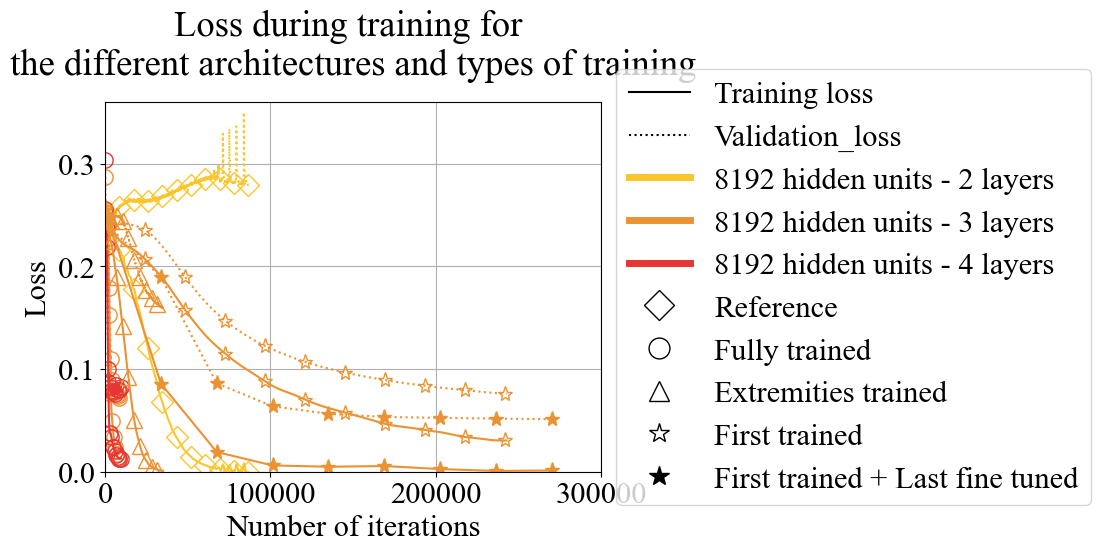 Loss during training for
the different architectures and types of training
Loss
0.3
0.2
0.1
0.0
0
100000
200000
300000
Number of iterations
Training loss
Validation_loss
8192 hidden units - 2 layers
8192 hidden units - 3 layers
8192 hidden units - 4 layers
Reference
Fully trained
Extremities trained
First trained
First trained + Last fine tuned